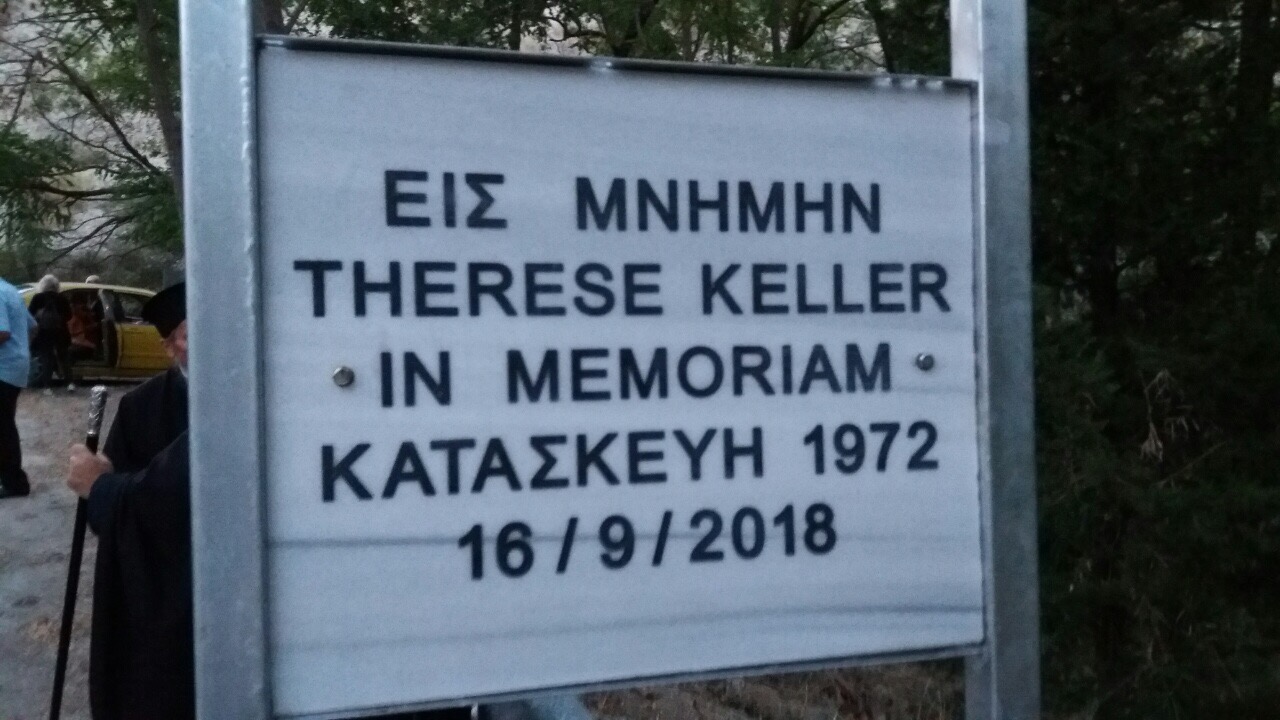 ΕΙΣ ΜΝΗΜΗΝ
THERESE KELLER
IN MEMORIAM
ΚΑΤΑΣΚΕΥΗ 1972
16/9/2018